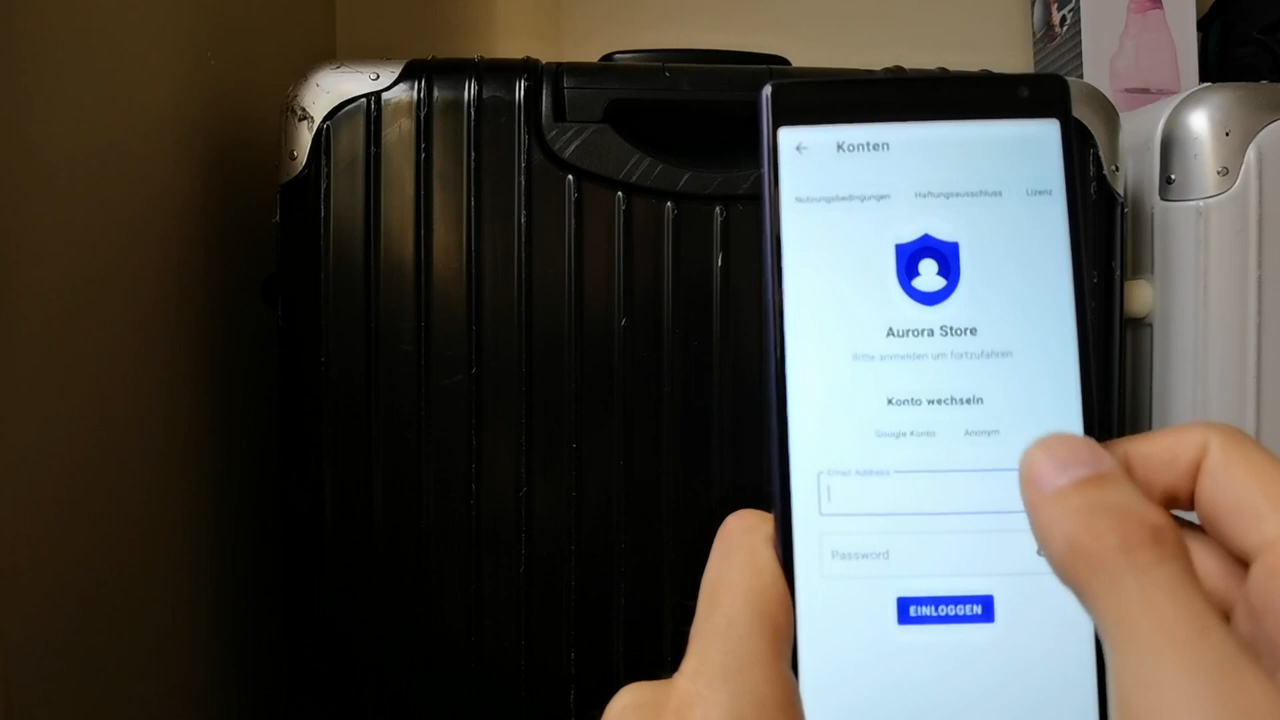 Konten
Nutzungsbedingungen Haftungsausschluss Lizenz
Aurora Store
Bitte anmelden um fortzufahren
Konto wechseln
Google Konto Anonym
Email Address
Password
EINLOGGEN